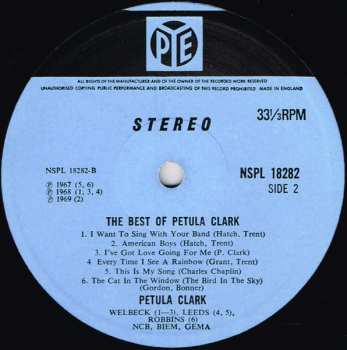 PYE
ALL RIGHTS OF THE MANUFACTURER AND OF THE OWNER OF THE RECORDED WORK RESERVED
UNAUTHORISED COPYING PUBLIC PERFORMANCE AND BROADCASTING OF THIS RECORD PROHIBITED. MADE IN ENGLAND
STEREO
33⅓RPM
NSPL 18282-B
NSPL 18282
SIDE 2
℗ 1967 (5, 6)
℗ 1968 (1, 3, 4)
℗ 1969 (2)
THE BEST OF PETULA CLARK
1. I Want To Sing With Your Band (Hatch, Trent)
2. American Boys (Hatch, Trent)
3. I've Got Love Going For Me (P. Clark)
4. Every Time I See A Rainbow (Grant, Trent)
5. This Is My Song (Charles Chaplin)
6. The Cat In The Window (The Bird In The Sky)
(Gordon, Bonner)
PETULA CLARK
WELBECK (1—3), LEEDS (4, 5),
ROBBINS (6)
NCB, BIEM, GEMA